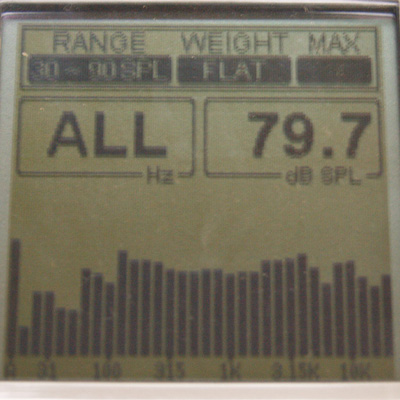 RANGE WEIGHT MAX
30 ~ 90 SPL FLAT
ALL 79.7
Hz dB SPL
A 31 100 315 1K 3.15K 10K